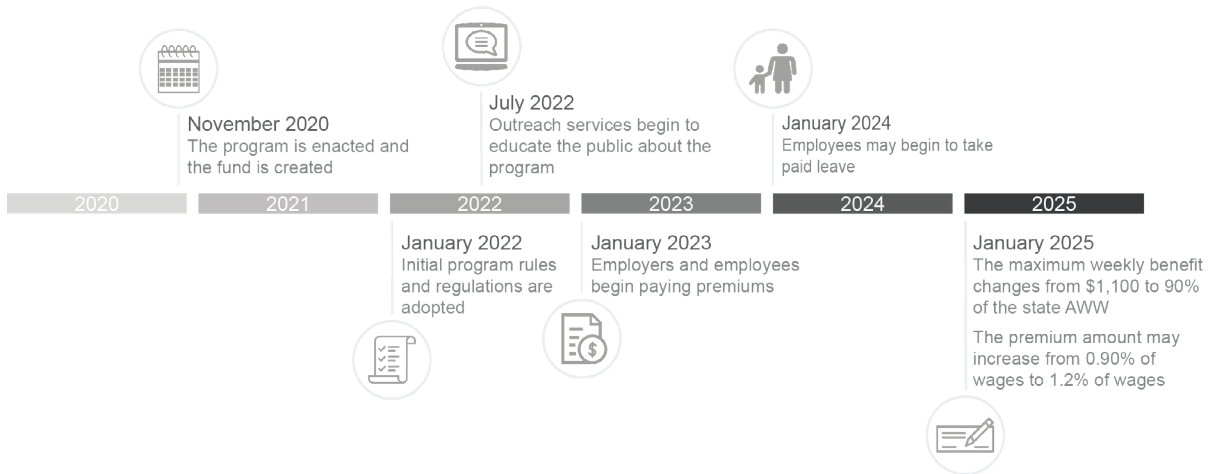 November 2020
The program is enacted and
the fund is created
July 2022
Outreach services begin to
educate the public about the
program
January 2024
Employees may begin to take
paid leave
2020
2021
2022
2023
2024
2025
January 2022
Initial program rules
and regulations are
adopted
January 2023
Employers and employees
begin paying premiums
January 2025
The maximum weekly benefit
changes from $1,100 to 90%
of the state AWW
The premium amount may
increase from 0.90% of
wages to 1.2% of wages
$